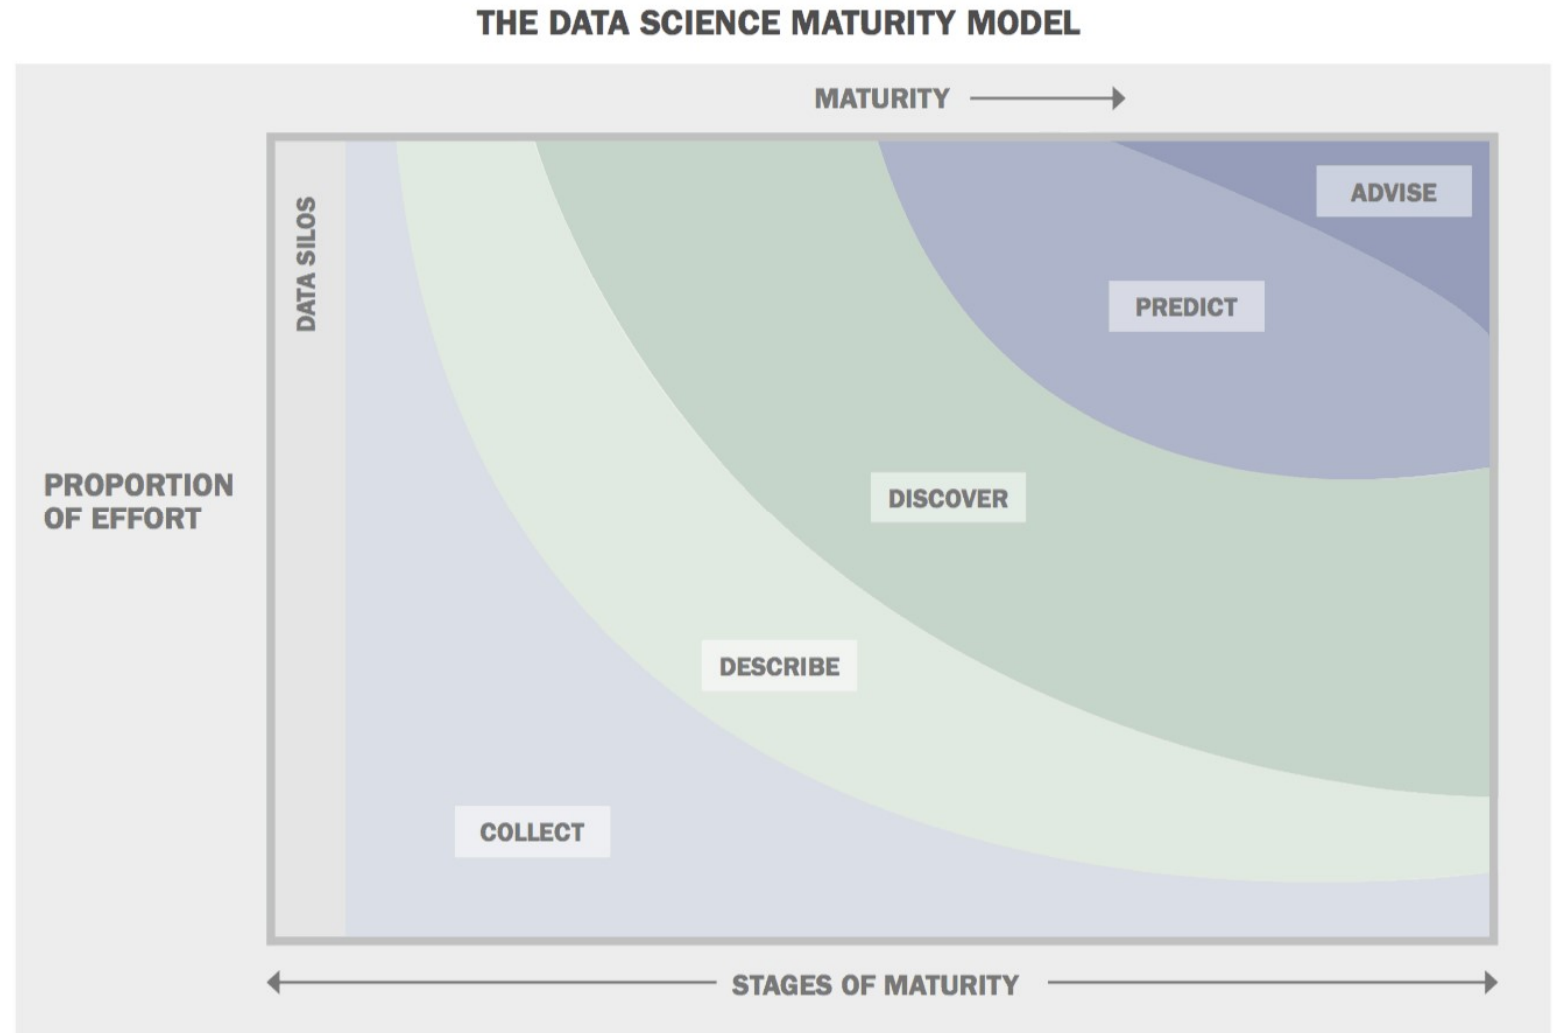 THE DATA SCIENCE MATURITY MODEL
MATURITY
DATA SILOS
ADVISE
PREDICT
PROPORTION
OF EFFORT
DISCOVER
DESCRIBE
COLLECT
STAGES OF MATURITY